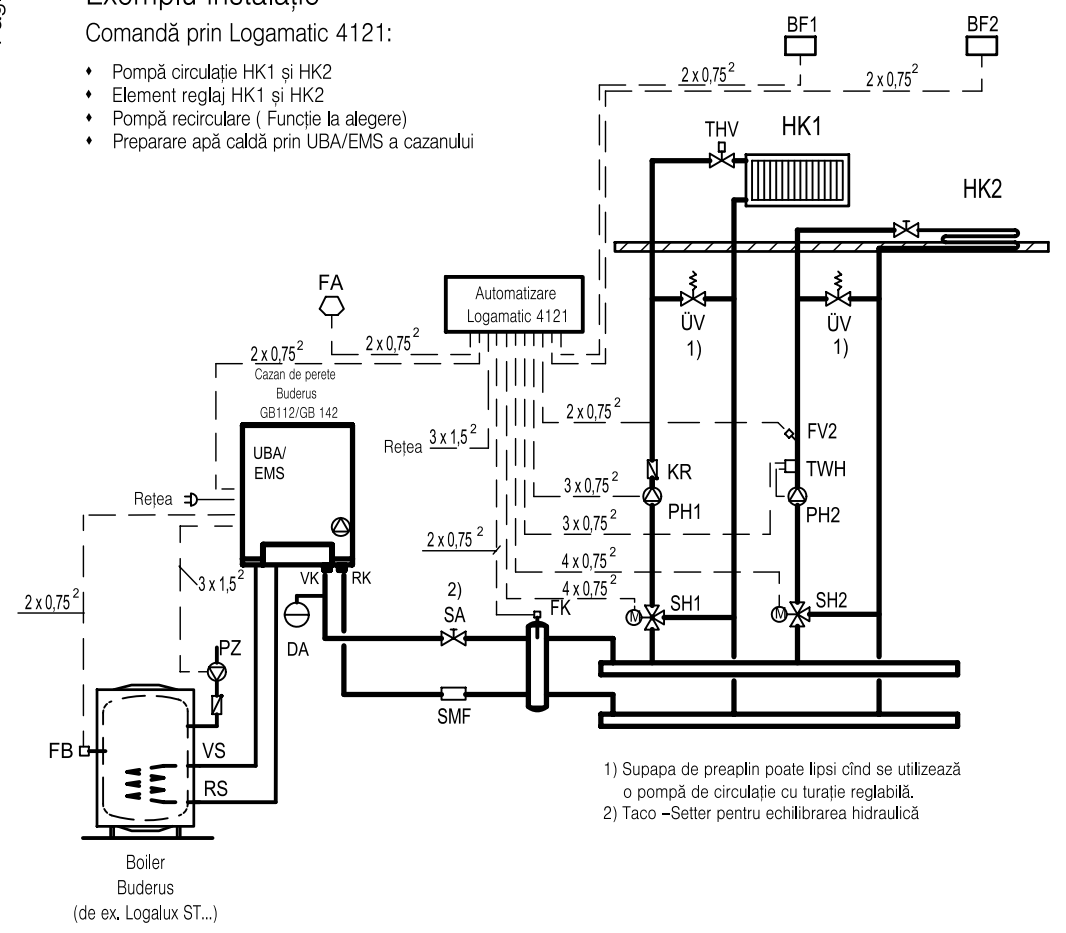 Exemplu instalație
Comandă prin Logamatic 4121:
♦ Pompă circulație HK1 și HK2
♦ Element reglaj HK1 și HK2
♦ Pompă recirculare ( Funcție la alegere)
♦ Preparare apă caldă prin UBA/EMS a cazanului
BF1
BF2
2 x 0,75²
2 x 0,75²
THV
HK1
HK2
FA
Automatizare
Logamatic 4121
ÜV
1)
ÜV
1)
2 x 0,75²
2 x 0,75²
Cazan de perete
Buderus
GB112/GB 142
2 x 0,75²
FV2
UBA/
EMS
Rețea 3 x 1,5²
KR
TWH
Rețea
3 x 0,75²
PH1
PH2
3 x 0,75²
2 x 0,75²
4 x 0,75²
VK
RK
3 x 1,5²
4 x 0,75²
2 x 0,75²
2)
SA
FK
M
SH1
M
SH2
DA
PZ
SMF
FB
VS
RS
1) Supapa de preaplin poate lipsi cînd se utilizează
o pompă de circulație cu turație reglabilă.
2) Taco –Setter pentru echilibrarea hidraulică
Boiler
Buderus
(de ex. Logalux ST...)